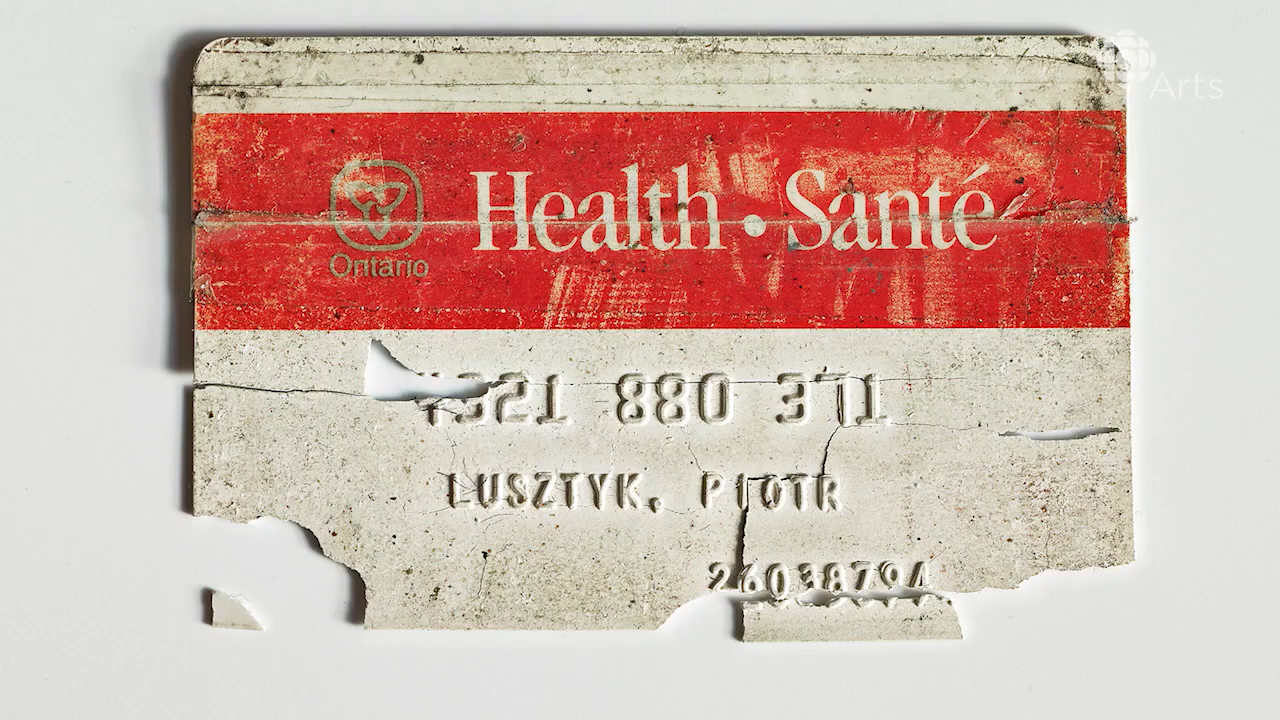 Arts
Health • Santé
Ontario
321 880 371
LUSZTYK, PIOTR
26038794